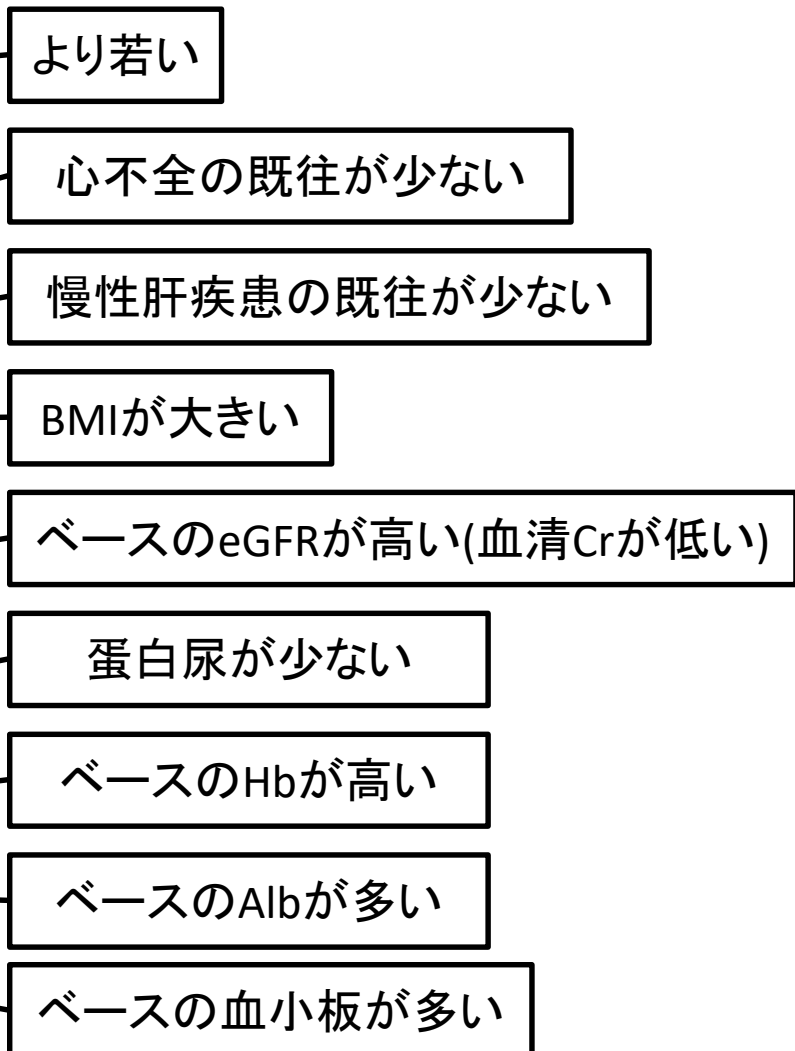 より若い
心不全の既往が少ない
慢性肝疾患の既往が少ない
BMIが大きい
ベースのeGFRが高い(血清Crが低い)
蛋白尿が少ない
ベースのHbが高い
ベースのAlbが多い
ベースの血小板が多い